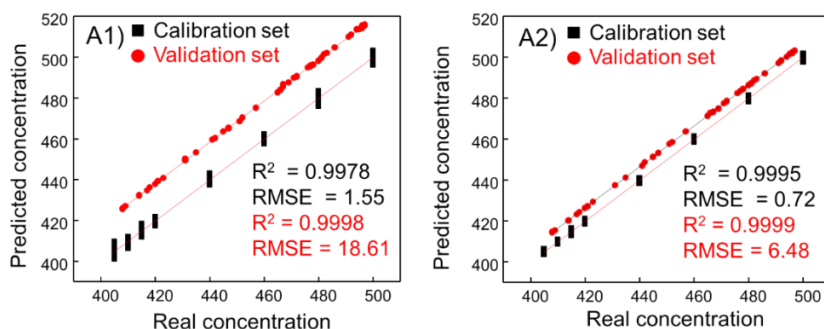 A1)
Calibration set
Validation set
Predicted concentration
520
500
480
460
440
420
400
R² = 0.9978
RMSE = 1.55
R² = 0.9998
RMSE = 18.61
400 420 440 460 480 500
Real concentration
A2)
Calibration set
Validation set
Predicted concentration
520
500
480
460
440
420
400
R² = 0.9995
RMSE = 0.72
R² = 0.9999
RMSE = 6.48
400 420 440 460 480 500
Real concentration